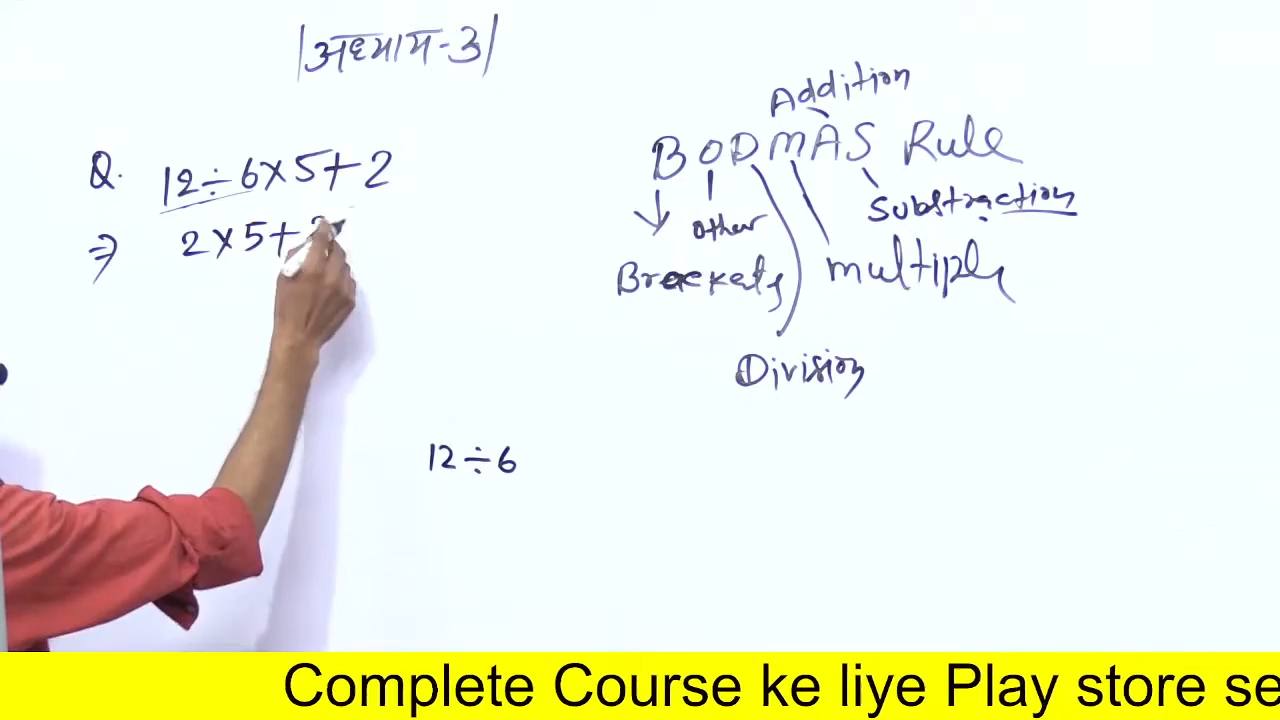 |अध्याय-3|
Q. 12÷6×5+2
⇒ 2×5+2
Addition
BODMAS Rule
Substraction
other
Brackets
multiply
Division
12÷6
Complete Course ke liye Play store se